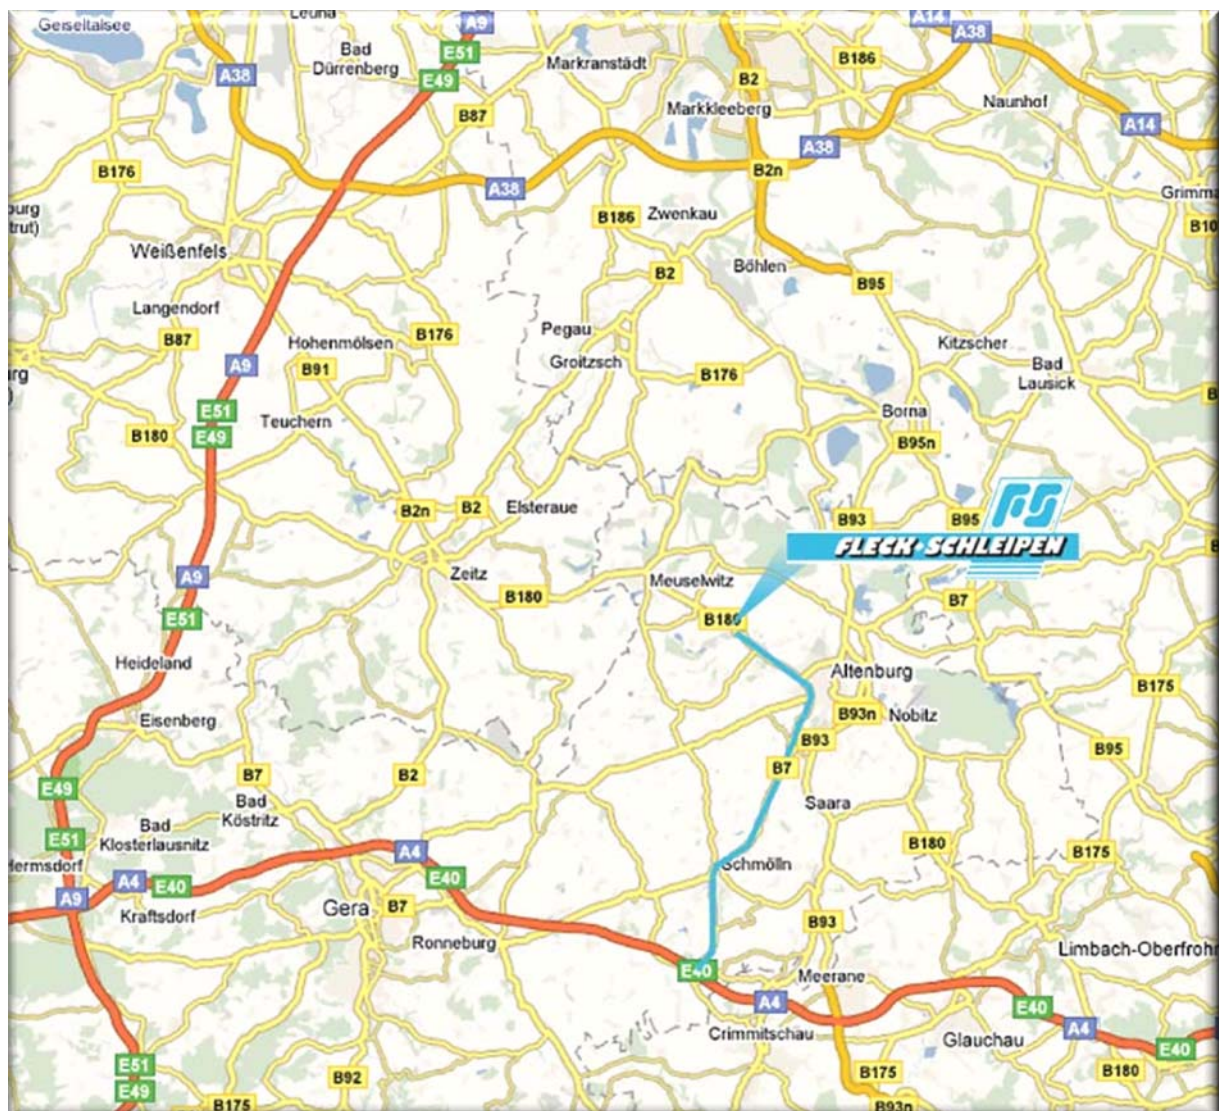 Geiseltalsee
Leuna
A9
A14
A38
Bad
Dürrenberg
E51
E49
A38
Markranstädt
B2
B186
Markkleeberg
Naunhof
B87
A14
A38
B176
A38
B2n
Grimma
B186
Zwenkau
Weißenfels
B2
Böhlen
B95
Langendorf
B87
Hohenmölsen
B176
Pegau
Groitzsch
Kitzscher
A9
B91
B176
Bad
Lausick
E51
Teuchern
Borna
B180
E49
B95n
B2n
B2
Elsteraue
B93
B95
FLECK·SCHLEIPEN
A9
Zeitz
Meuselwitz
B180
B7
E51
B180
Heideland
Altenburg
B175
Eisenberg
B93n
Nobitz
B93
B95
B7
B2
B7
E49
Bad
Köstritz
Saara
Bad
Klosterlausnitz
E51
A4
B180
B175
Hermsdorf
Schmölln
A4
E40
E40
A9
Kraftsdorf
Gera
B7
B93
Ronneburg
Limbach-Oberfrohn
E40
Meerane
A4
E40
Crimmitschau
A4
Glauchau
E40
E51
B92
B175
B180
E49
B175
B93n